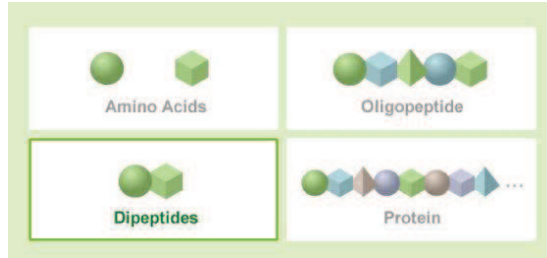 Amino Acids
Oligopeptide
Dipeptides
Protein
...